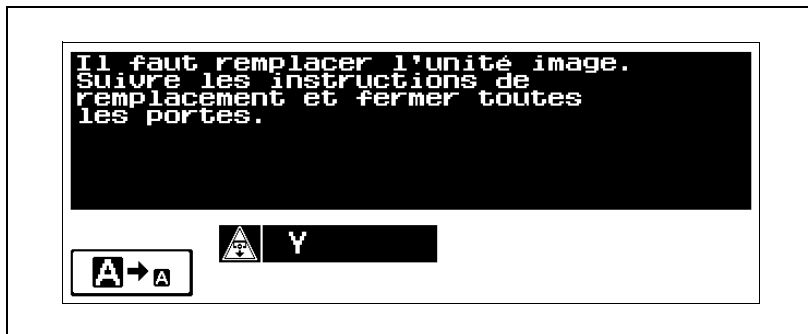 Il faut remplacer l'unité image.
Suivre les instructions de
remplacement et fermer toutes
les portes.
Y
A→A